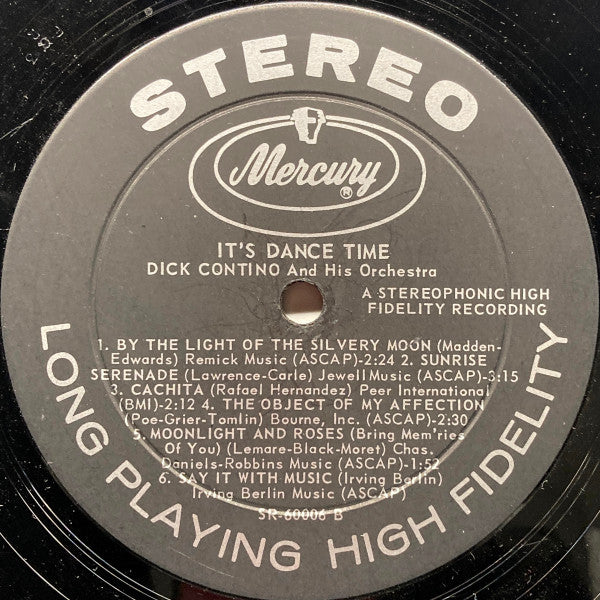 STEREO
Mercury®
IT'S DANCE TIME
DICK CONTINO And His Orchestra
A STEREOPHONIC HIGH
FIDELITY RECORDING
1. BY THE LIGHT OF THE SILVERY MOON (Madden-
Edwards) Remick Music (ASCAP)-2:24 2. SUNRISE
SERENADE (Lawrence-Carle) Jewell Music (ASCAP)-3:15
3. CACHITA (Rafael Hernandez) Peer International
(BMI)-2:12 4. THE OBJECT OF MY AFFECTION
(Poe-Grier-Tomlin) Bourne, Inc. (ASCAP)-2:30
5. MOONLIGHT AND ROSES (Bring Mem'ries
Of You) (Lemare-Black-Moret) Chas.
Daniels-Robbins Music (ASCAP)-1:52
6. SAY IT WITH MUSIC (Irving Berlin)
Irving Berlin Music (ASCAP)
SR-60006 B
LONG PLAYING HIGH FIDELITY